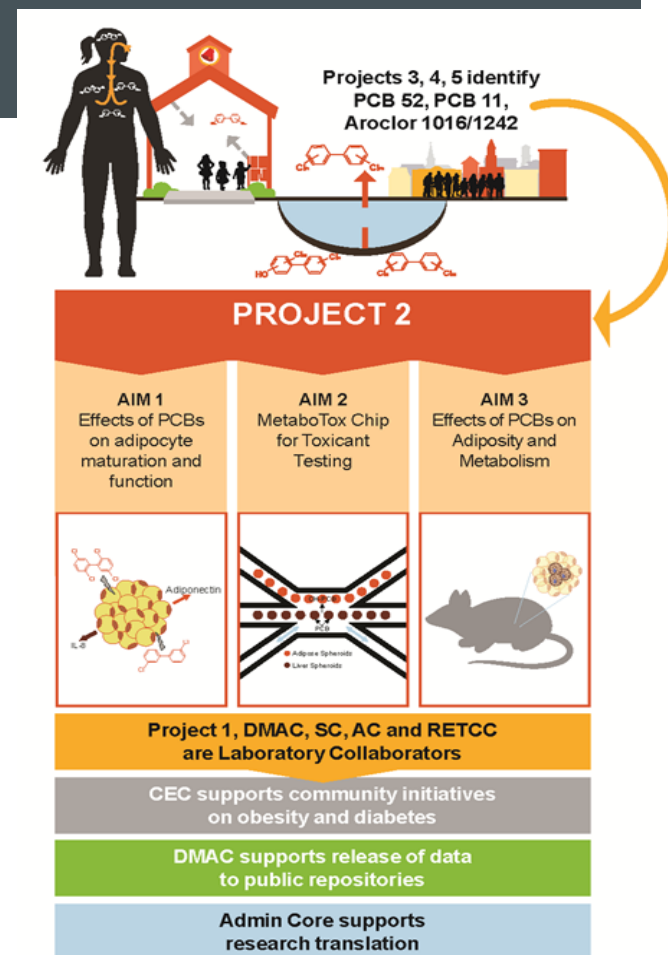 Projects 3, 4, 5 identify
PCB 52, PCB 11,
Aroclor 1016/1242
PROJECT 2
AIM 1
Effects of PCBs
on adipocyte
maturation and
function
AIM 2
MetaboTox Chip
for Toxicant
Testing
AIM 3
Effects of PCBs on
Adiposity and
Metabolism
Adiponectin
PCB
Adipose Spheroids
Liver Spheroids
Project 1, DMAC, SC, AC and RETCC
are Laboratory Collaborators
CEC supports community initiatives
on obesity and diabetes
DMAC supports release of data
to public repositories
Admin Core supports
research translation